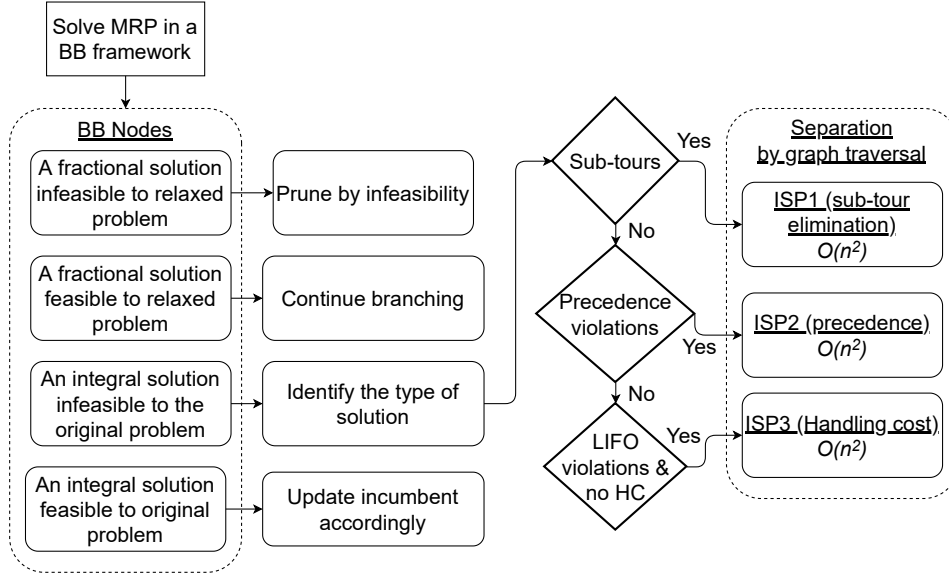 Solve MRP in a
BB framework
BB Nodes
A fractional solution
infeasible to relaxed
problem
Prune by infeasibility
A fractional solution
feasible to relaxed
problem
Continue branching
An integral solution
infeasible to the
original problem
Identify the type of
solution
An integral solution
feasible to original
problem
Update incumbent
accordingly
Sub-tours
Yes
No
Precedence
violations
Yes
No
LIFO
violations &
no HC
Yes
Separation
by graph traversal
ISP1 (sub-tour
elimination)
O(n²)
ISP2 (precedence)
O(n²)
ISP3 (Handling cost)
O(n²)